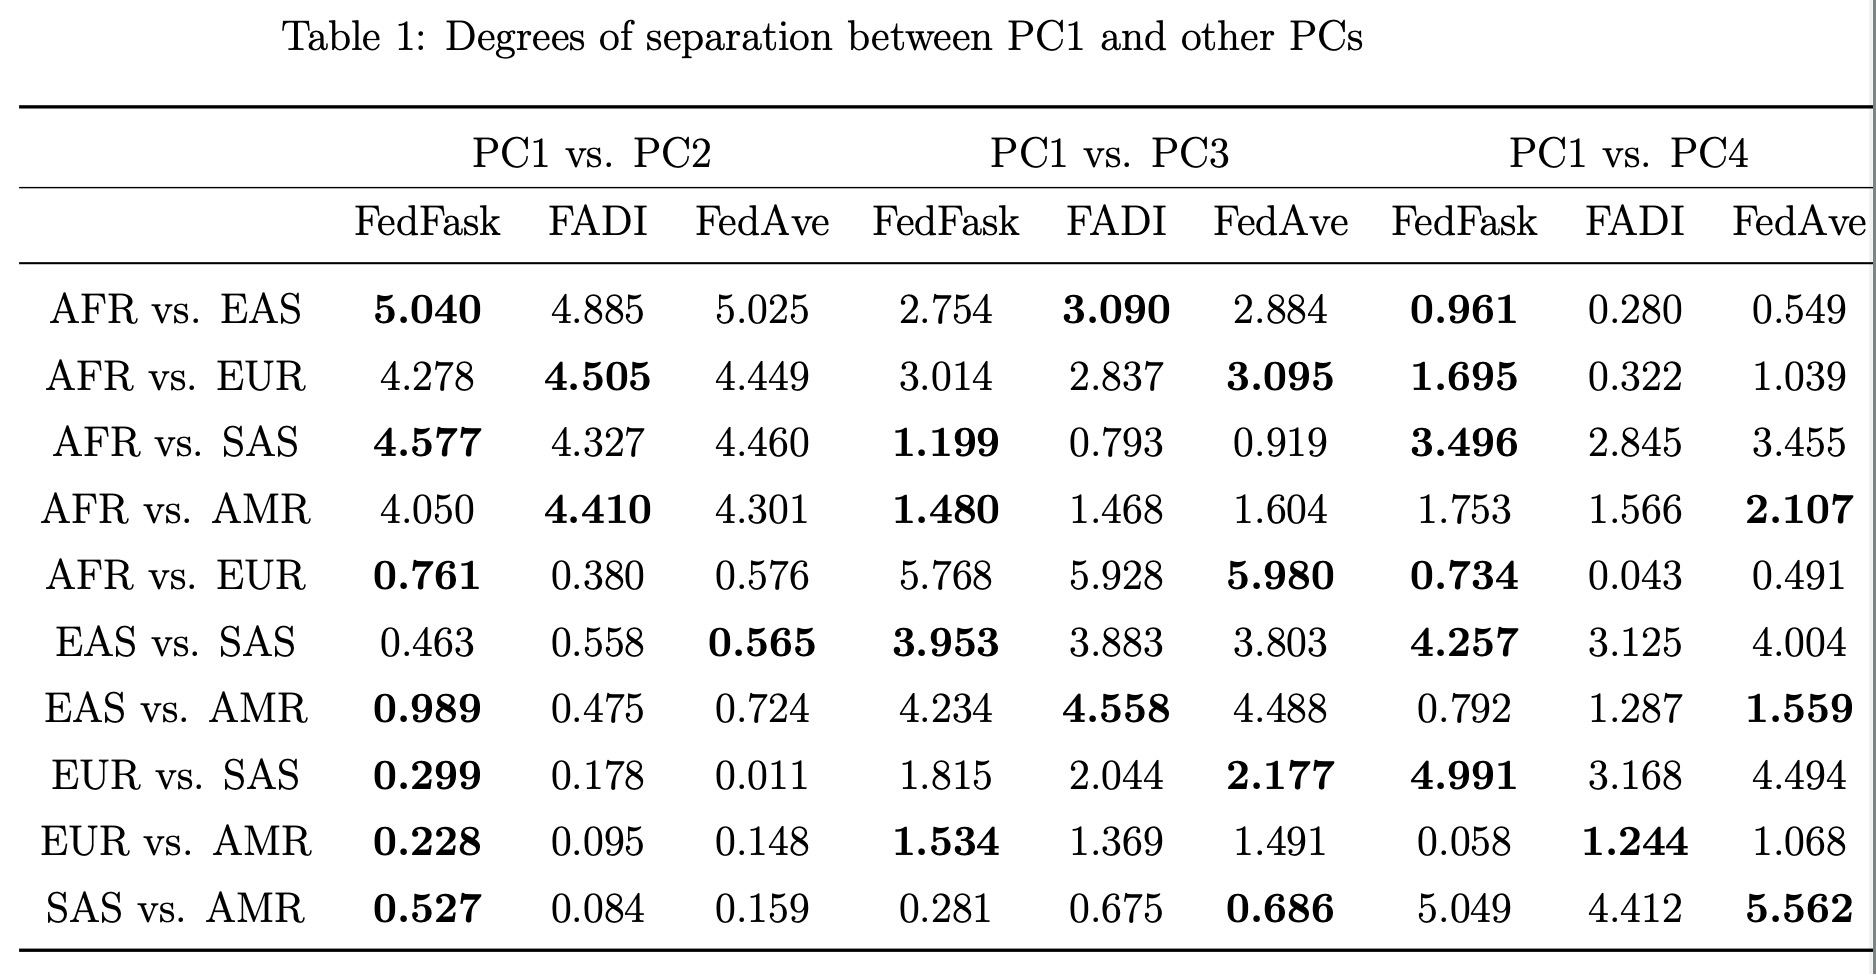 Table 1: Degrees of separation between PC1 and other PCs
PC1 vs. PC2 PC1 vs. PC3 PC1 vs. PC4
FedFask FADI FedAve FedFask FADI FedAve FedFask FADI FedAve
AFR vs. EAS 5.040 4.885 5.025 2.754 3.090 2.884 0.961 0.280 0.549
AFR vs. EUR 4.278 4.505 4.449 3.014 2.837 3.095 1.695 0.322 1.039
AFR vs. SAS 4.577 4.327 4.460 1.199 0.793 0.919 3.496 2.845 3.455
AFR vs. AMR 4.050 4.410 4.301 1.480 1.468 1.604 1.753 1.566 2.107
AFR vs. EUR 0.761 0.380 0.576 5.768 5.928 5.980 0.734 0.043 0.491
EAS vs. SAS 0.463 0.558 0.565 3.953 3.883 3.803 4.257 3.125 4.004
EAS vs. AMR 0.989 0.475 0.724 4.234 4.558 4.488 0.792 1.287 1.559
EUR vs. SAS 0.299 0.178 0.011 1.815 2.044 2.177 4.991 3.168 4.494
EUR vs. AMR 0.228 0.095 0.148 1.534 1.369 1.491 0.058 1.244 1.068
SAS vs. AMR 0.527 0.084 0.159 0.281 0.675 0.686 5.049 4.412 5.562